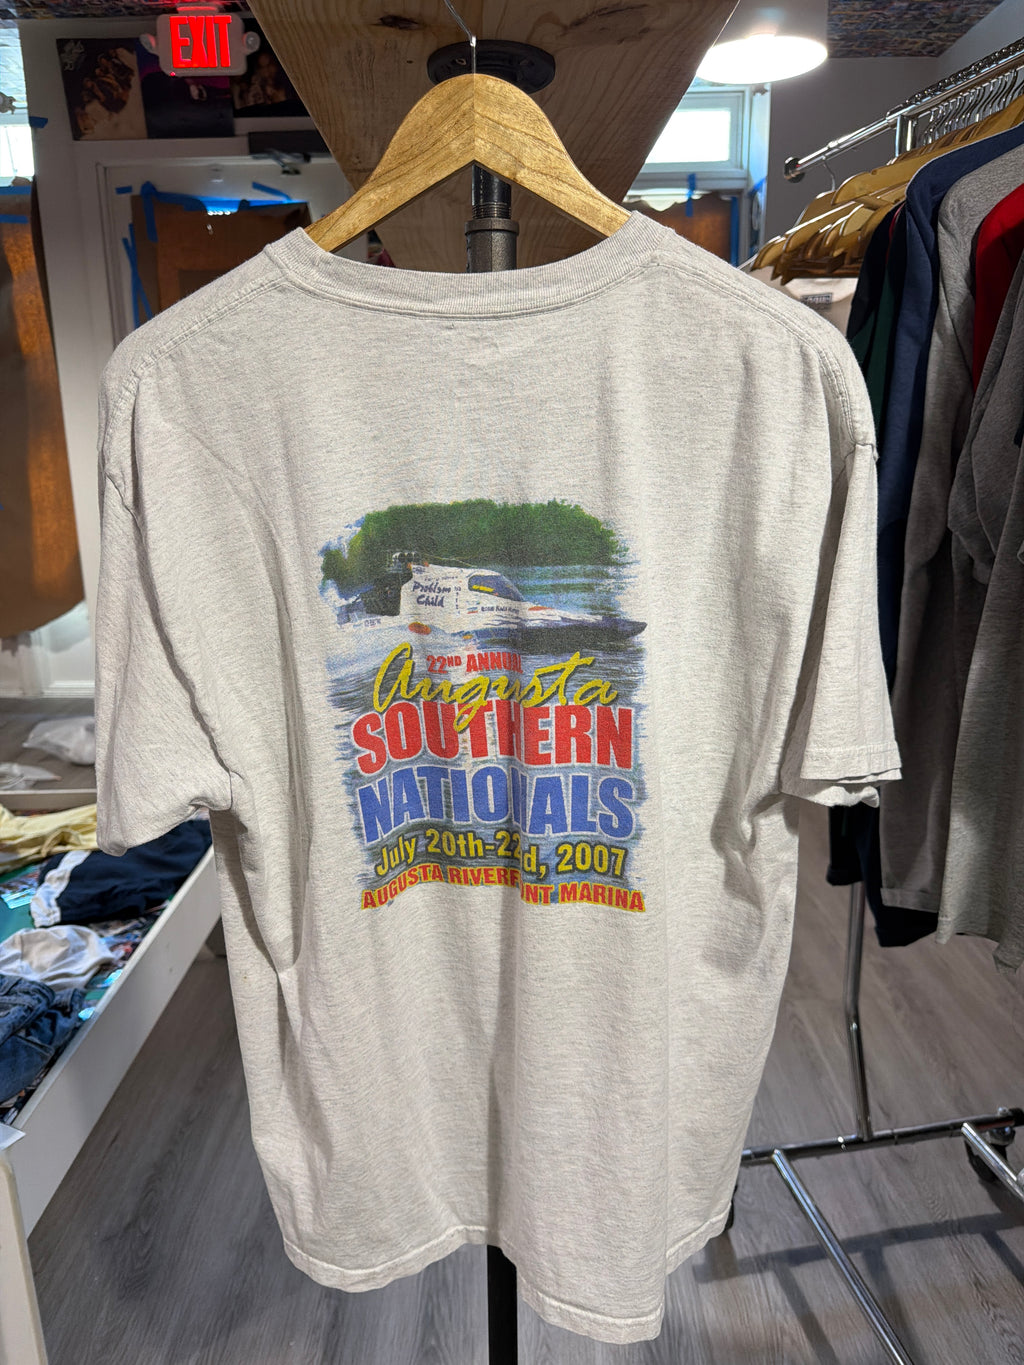 EXIT
Problem
Child
22ND ANNUAL
Augusta
SOUTHERN
NATIONALS
July 20th-22nd, 2007
AUGUSTA RIVERFRONT MARINA